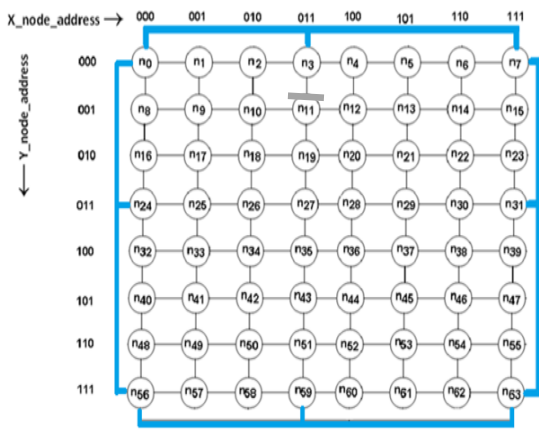 X_node_address → 000 001 010 011 100 101 110 111
Y_node_address →
000 n0 n1 n2 n3 n4 n5 n6 n7
001 n8 n9 n10 n11 n12 n13 n14 n15
010 n16 n17 n18 n19 n20 n21 n22 n23
011 n24 n25 n26 n27 n28 n29 n30 n31
100 n32 n33 n34 n35 n36 n37 n38 n39
101 n40 n41 n42 n43 n44 n45 n46 n47
110 n48 n49 n50 n51 n52 n53 n54 n55
111 n56 n57 n58 n59 n60 n61 n62 n63